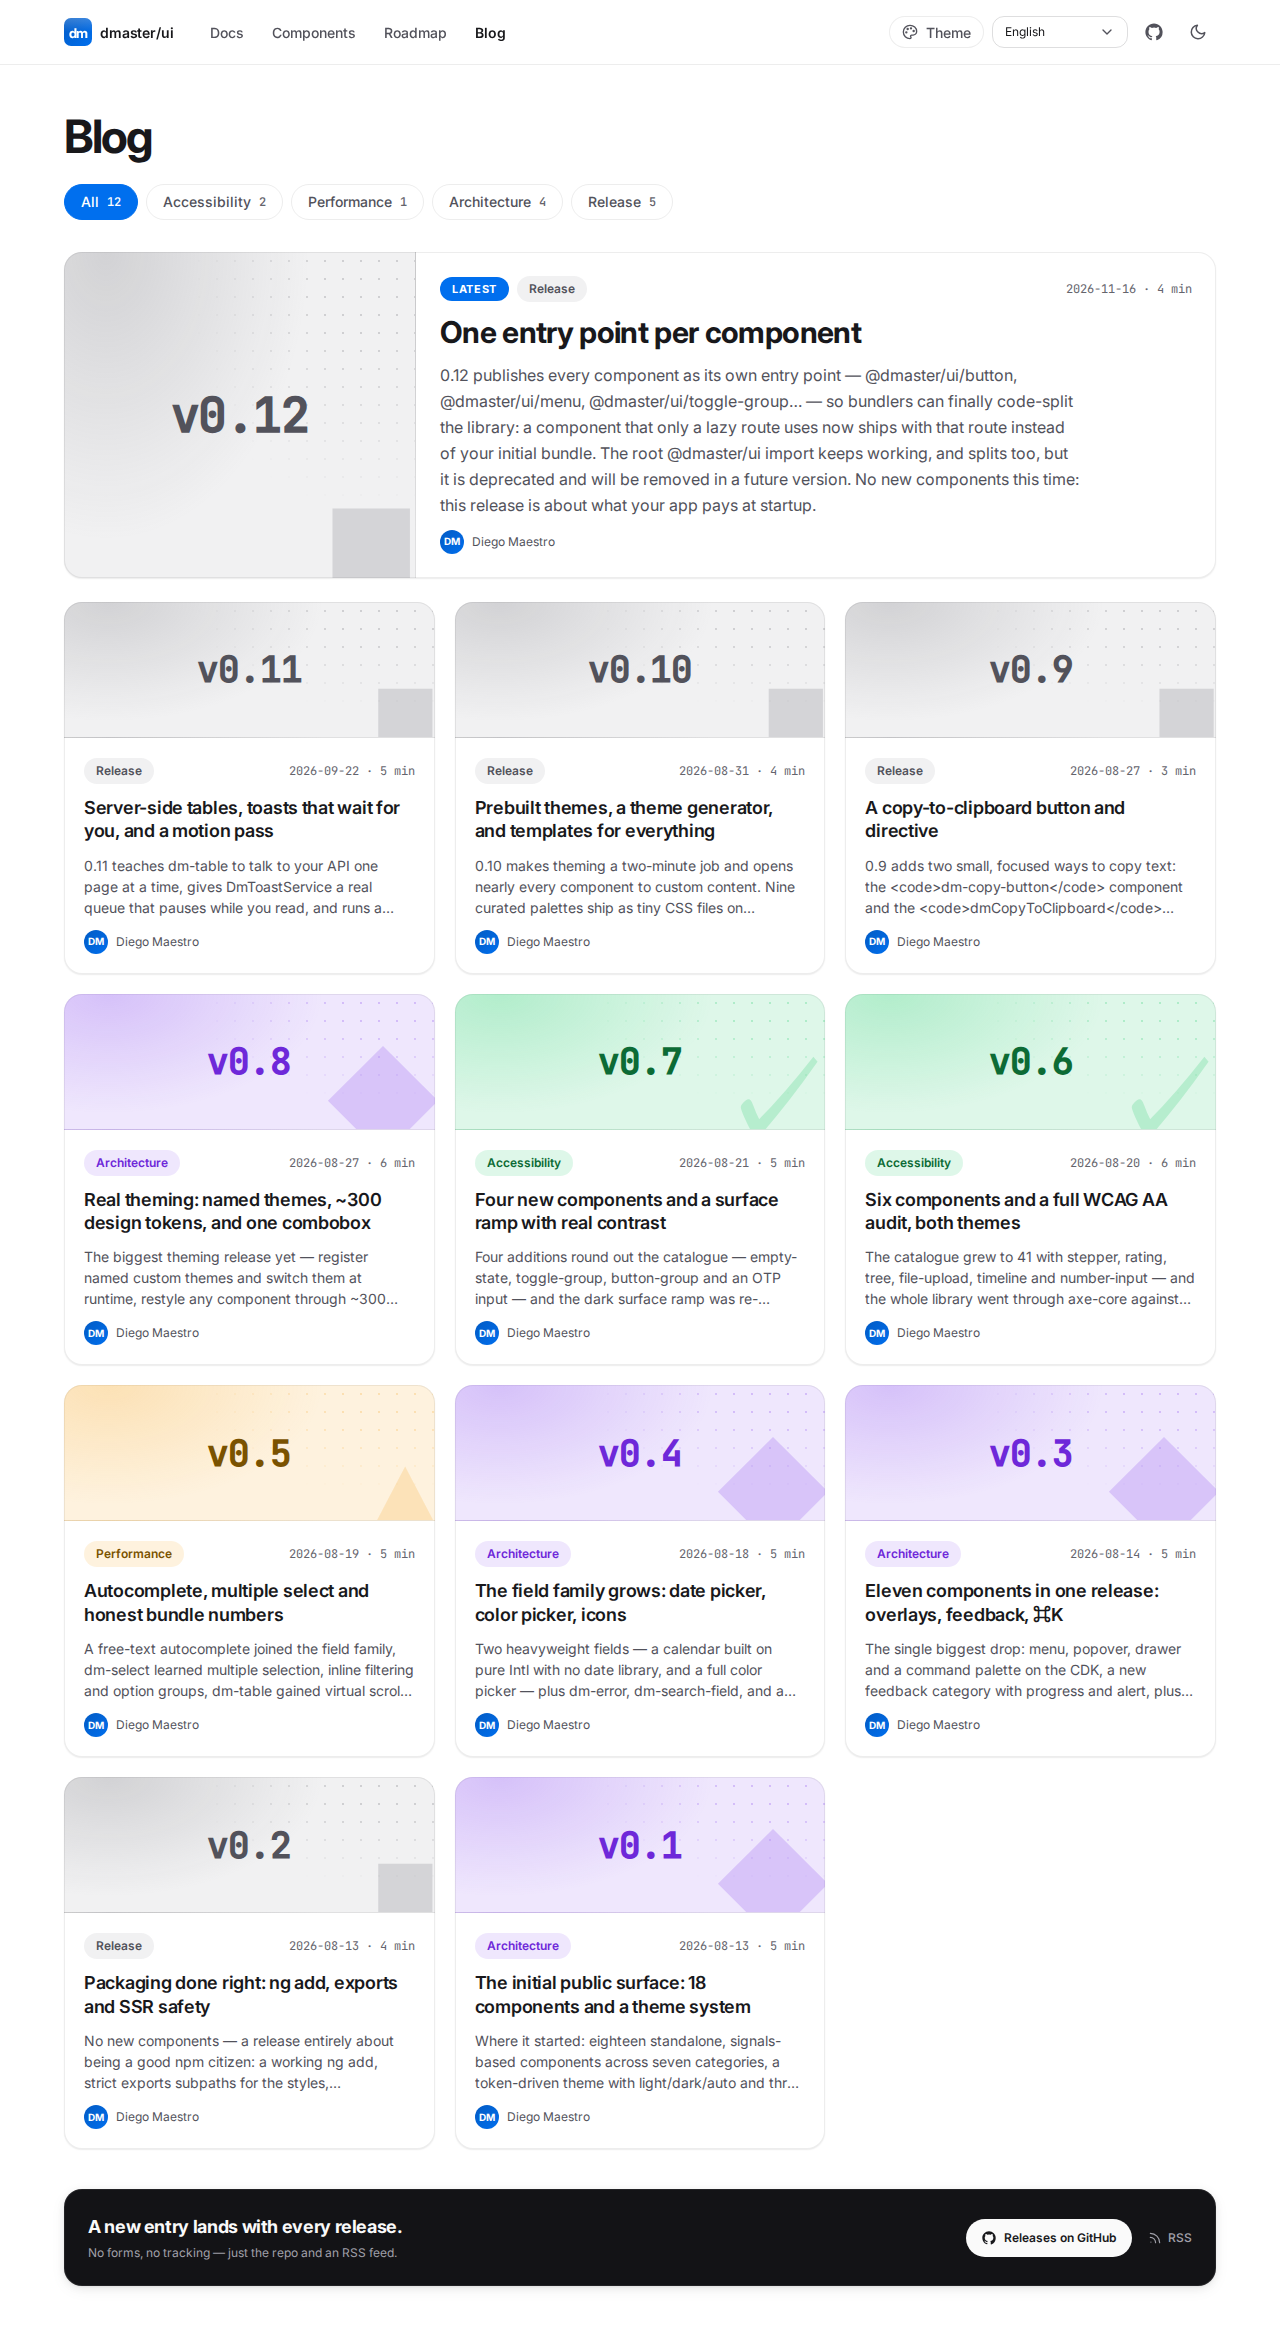 dm dmaster/ui Docs Components Roadmap Blog Theme English
Blog
All 12 Accessibility 2 Performance 1 Architecture 4 Release 5
v0.12
LATEST Release 2026-11-16 · 4 min
One entry point per component
0.12 publishes every component as its own entry point — @dmaster/ui/button,
@dmaster/ui/menu, @dmaster/ui/toggle-group... — so bundlers can finally code-split
the library: a component that only a lazy route uses now ships with that route instead
of your initial bundle. The root @dmaster/ui import keeps working, and splits too, but
it is deprecated and will be removed in a future version. No new components this time:
this release is about what your app pays at startup.
DM Diego Maestro
v0.11
Release 2026-09-22 · 5 min
Server-side tables, toasts that wait for
you, and a motion pass
0.11 teaches dm-table to talk to your API one
page at a time, gives DmToastService a real
queue that pauses while you read, and runs a...
DM Diego Maestro
v0.10
Release 2026-08-31 · 4 min
Prebuilt themes, a theme generator,
and templates for everything
0.10 makes theming a two-minute job and opens
nearly every component to custom content. Nine
curated palettes ship as tiny CSS files on...
DM Diego Maestro
v0.9
Release 2026-08-27 · 3 min
A copy-to-clipboard button and
directive
0.9 adds two small, focused ways to copy text:
the <code>dm-copy-button</code> component
and the <code>dmCopyToClipboard</code>...
DM Diego Maestro
v0.8
Architecture 2026-08-27 · 6 min
Real theming: named themes, ~300
design tokens, and one combobox
The biggest theming release yet — register
named custom themes and switch them at
runtime, restyle any component through ~300...
DM Diego Maestro
v0.7
Accessibility 2026-08-21 · 5 min
Four new components and a surface
ramp with real contrast
Four additions round out the catalogue — empty-
state, toggle-group, button-group and an OTP
input — and the dark surface ramp was re-...
DM Diego Maestro
v0.6
Accessibility 2026-08-20 · 6 min
Six components and a full WCAG AA
audit, both themes
The catalogue grew to 41 with stepper, rating,
tree, file-upload, timeline and number-input — and
the whole library went through axe-core against...
DM Diego Maestro
v0.5
Performance 2026-08-19 · 5 min
Autocomplete, multiple select and
honest bundle numbers
A free-text autocomplete joined the field family,
dm-select learned multiple selection, inline filtering
and option groups, dm-table gained virtual scrol...
DM Diego Maestro
v0.4
Architecture 2026-08-18 · 5 min
The field family grows: date picker,
color picker, icons
Two heavyweight fields — a calendar built on
pure Intl with no date library, and a full color
picker — plus dm-error, dm-search-field, and a...
DM Diego Maestro
v0.3
Architecture 2026-08-14 · 5 min
Eleven components in one release:
overlays, feedback, ⌘K
The single biggest drop: menu, popover, drawer
and a command palette on the CDK, a new
feedback category with progress and alert, plus...
DM Diego Maestro
v0.2
Release 2026-08-13 · 4 min
Packaging done right: ng add, exports
and SSR safety
No new components — a release entirely about
being a good npm citizen: a working ng add,
strict exports subpaths for the styles,...
DM Diego Maestro
v0.1
Architecture 2026-08-13 · 5 min
The initial public surface: 18
components and a theme system
Where it started: eighteen standalone, signals-
based components across seven categories, a
token-driven theme with light/dark/auto and thr...
DM Diego Maestro
A new entry lands with every release.
No forms, no tracking — just the repo and an RSS feed.
Releases on GitHub RSS